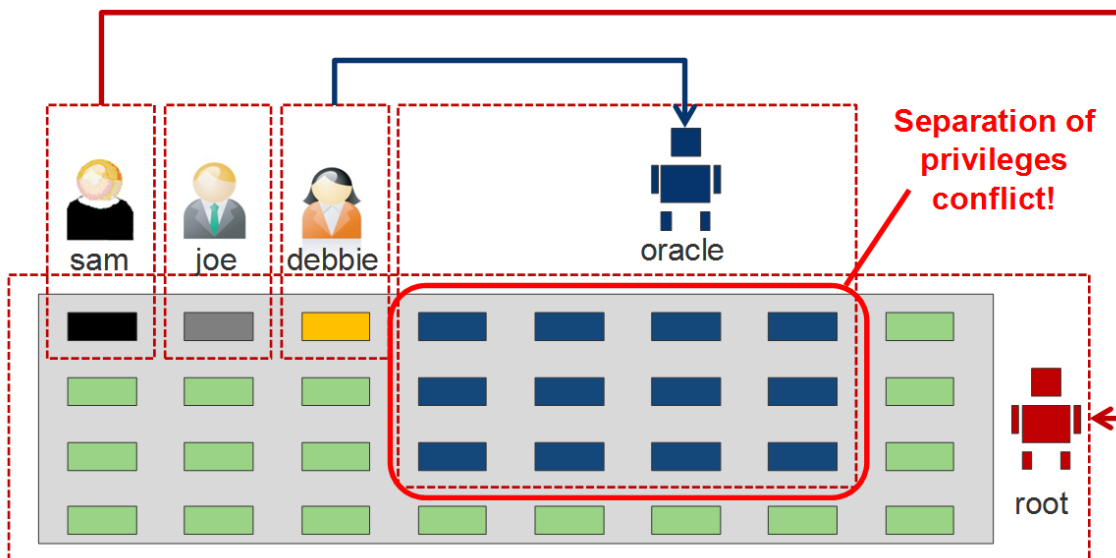 Separation of
privileges
conflict!
sam
joe
debbie
oracle
root